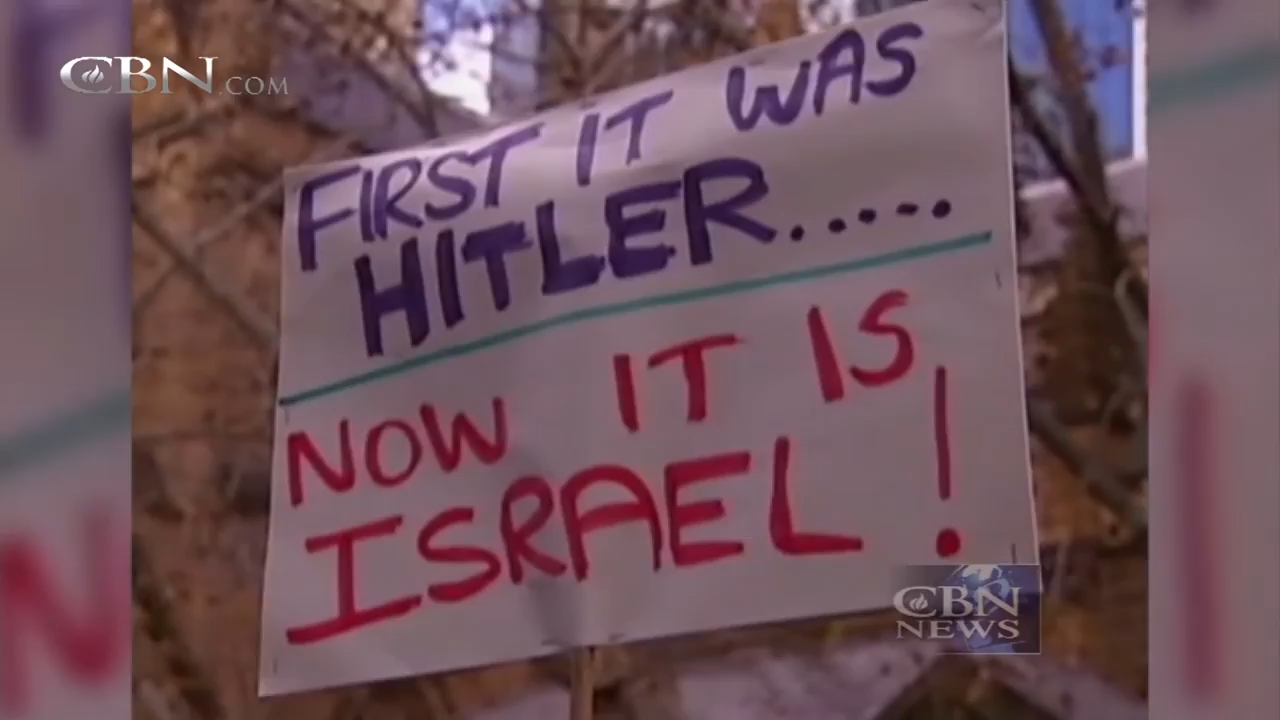 CBN.COM
FIRST IT WAS
HITLER.....
NOW IT IS
ISRAEL!
CBN
NEWS